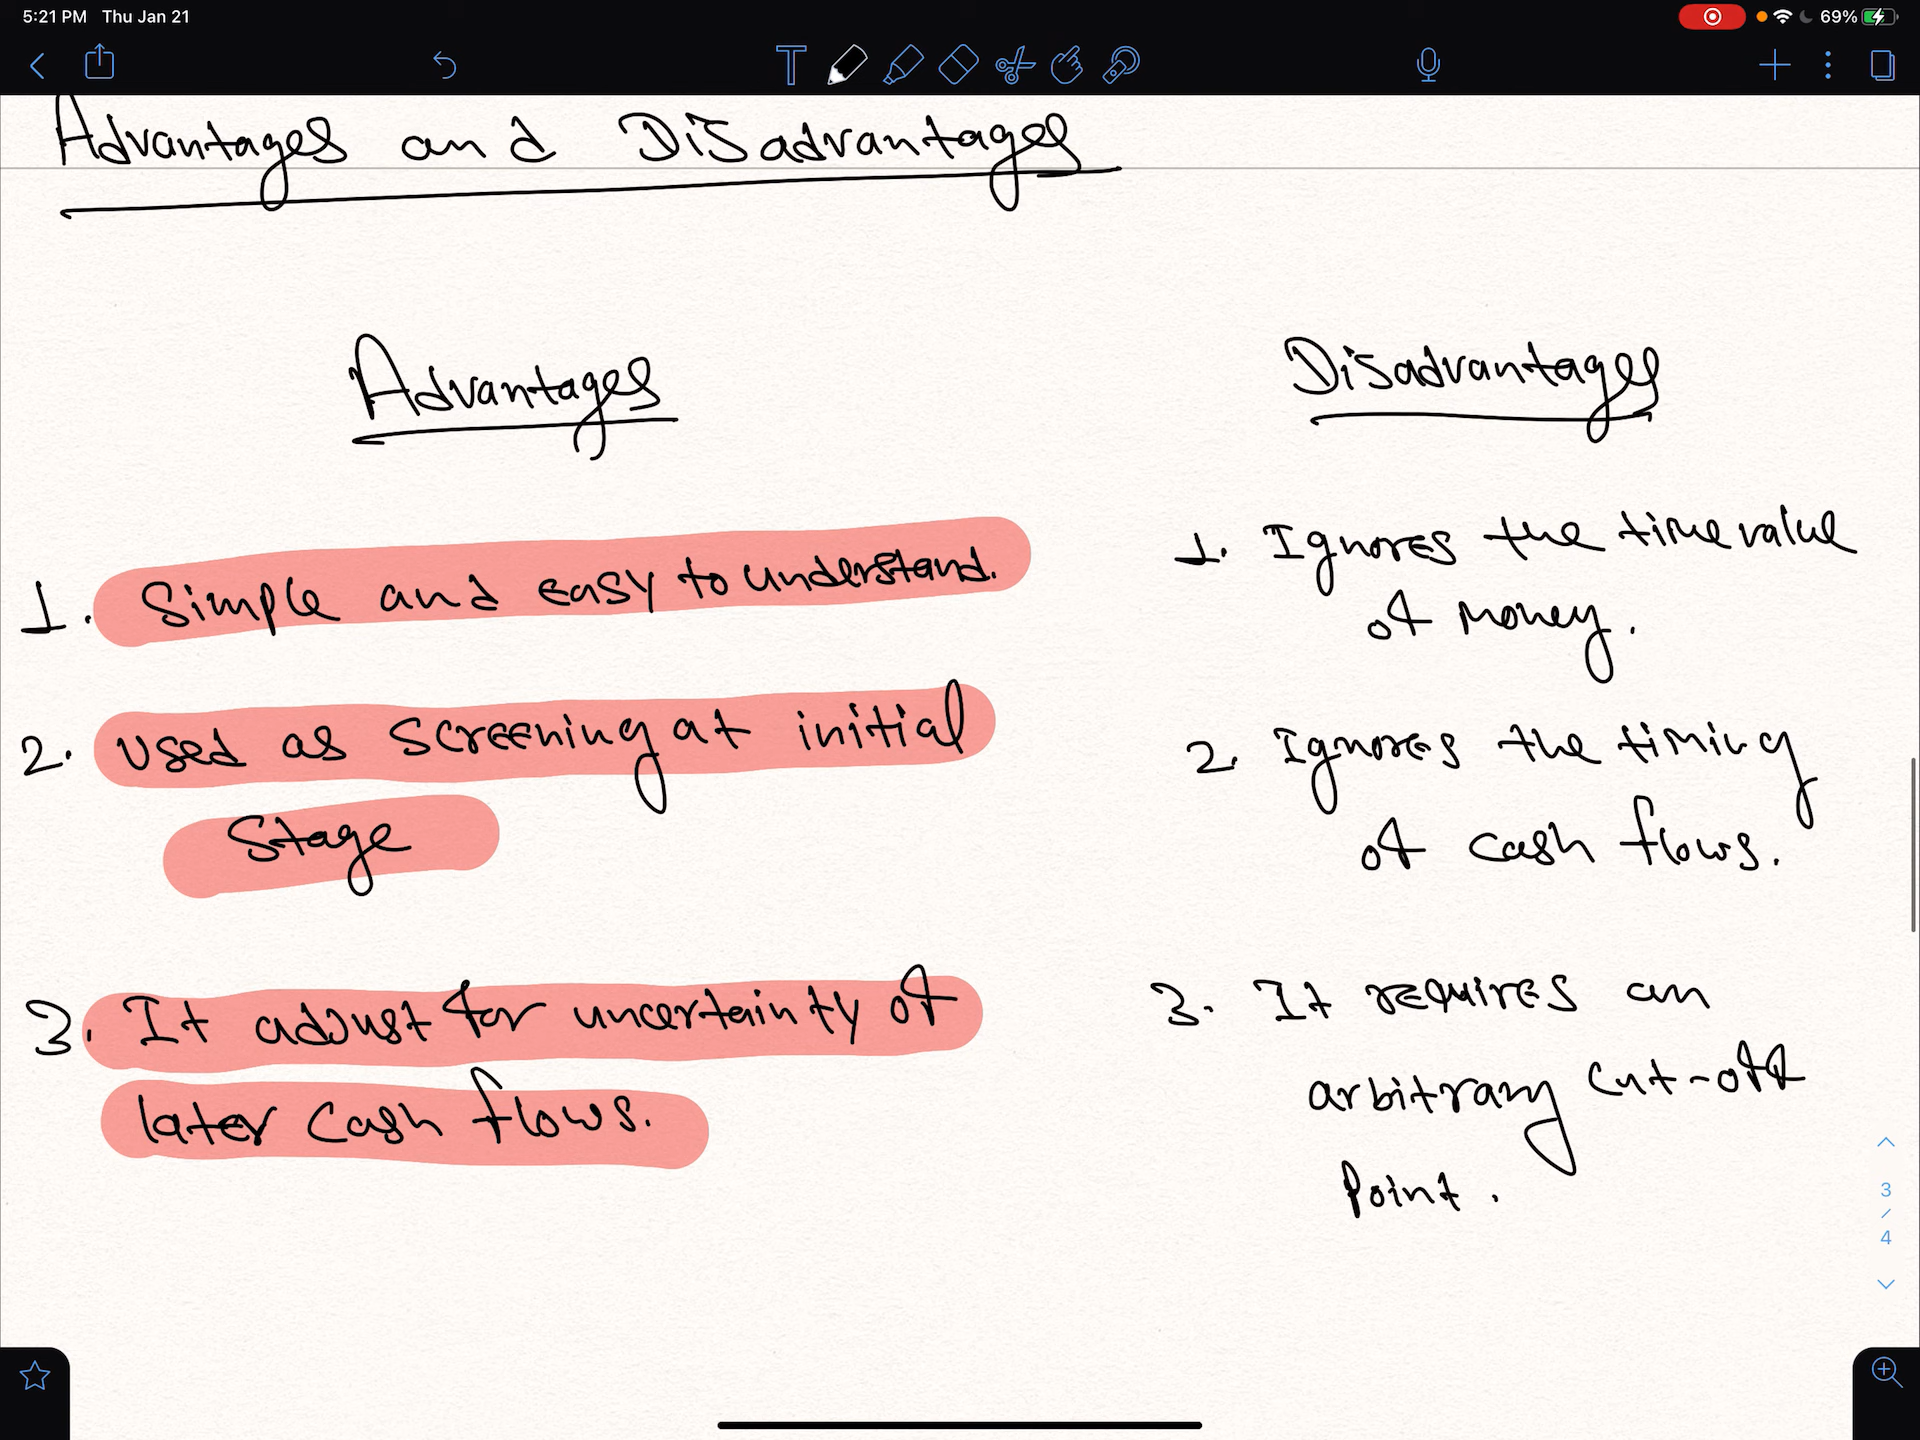 5:21 PM Thu Jan 21
69%
Advantages and Disadvantages
Advantages
1. Simple and easy to understand.
2. used as screening at initial
stage
3. It adjust for uncertainty of
later cash flows.
Disadvantages
1. Ignores the time value
of money.
2. Ignores the timing
of cash flows.
3. It requires an
arbitrary cut-off
point.
3
/
4